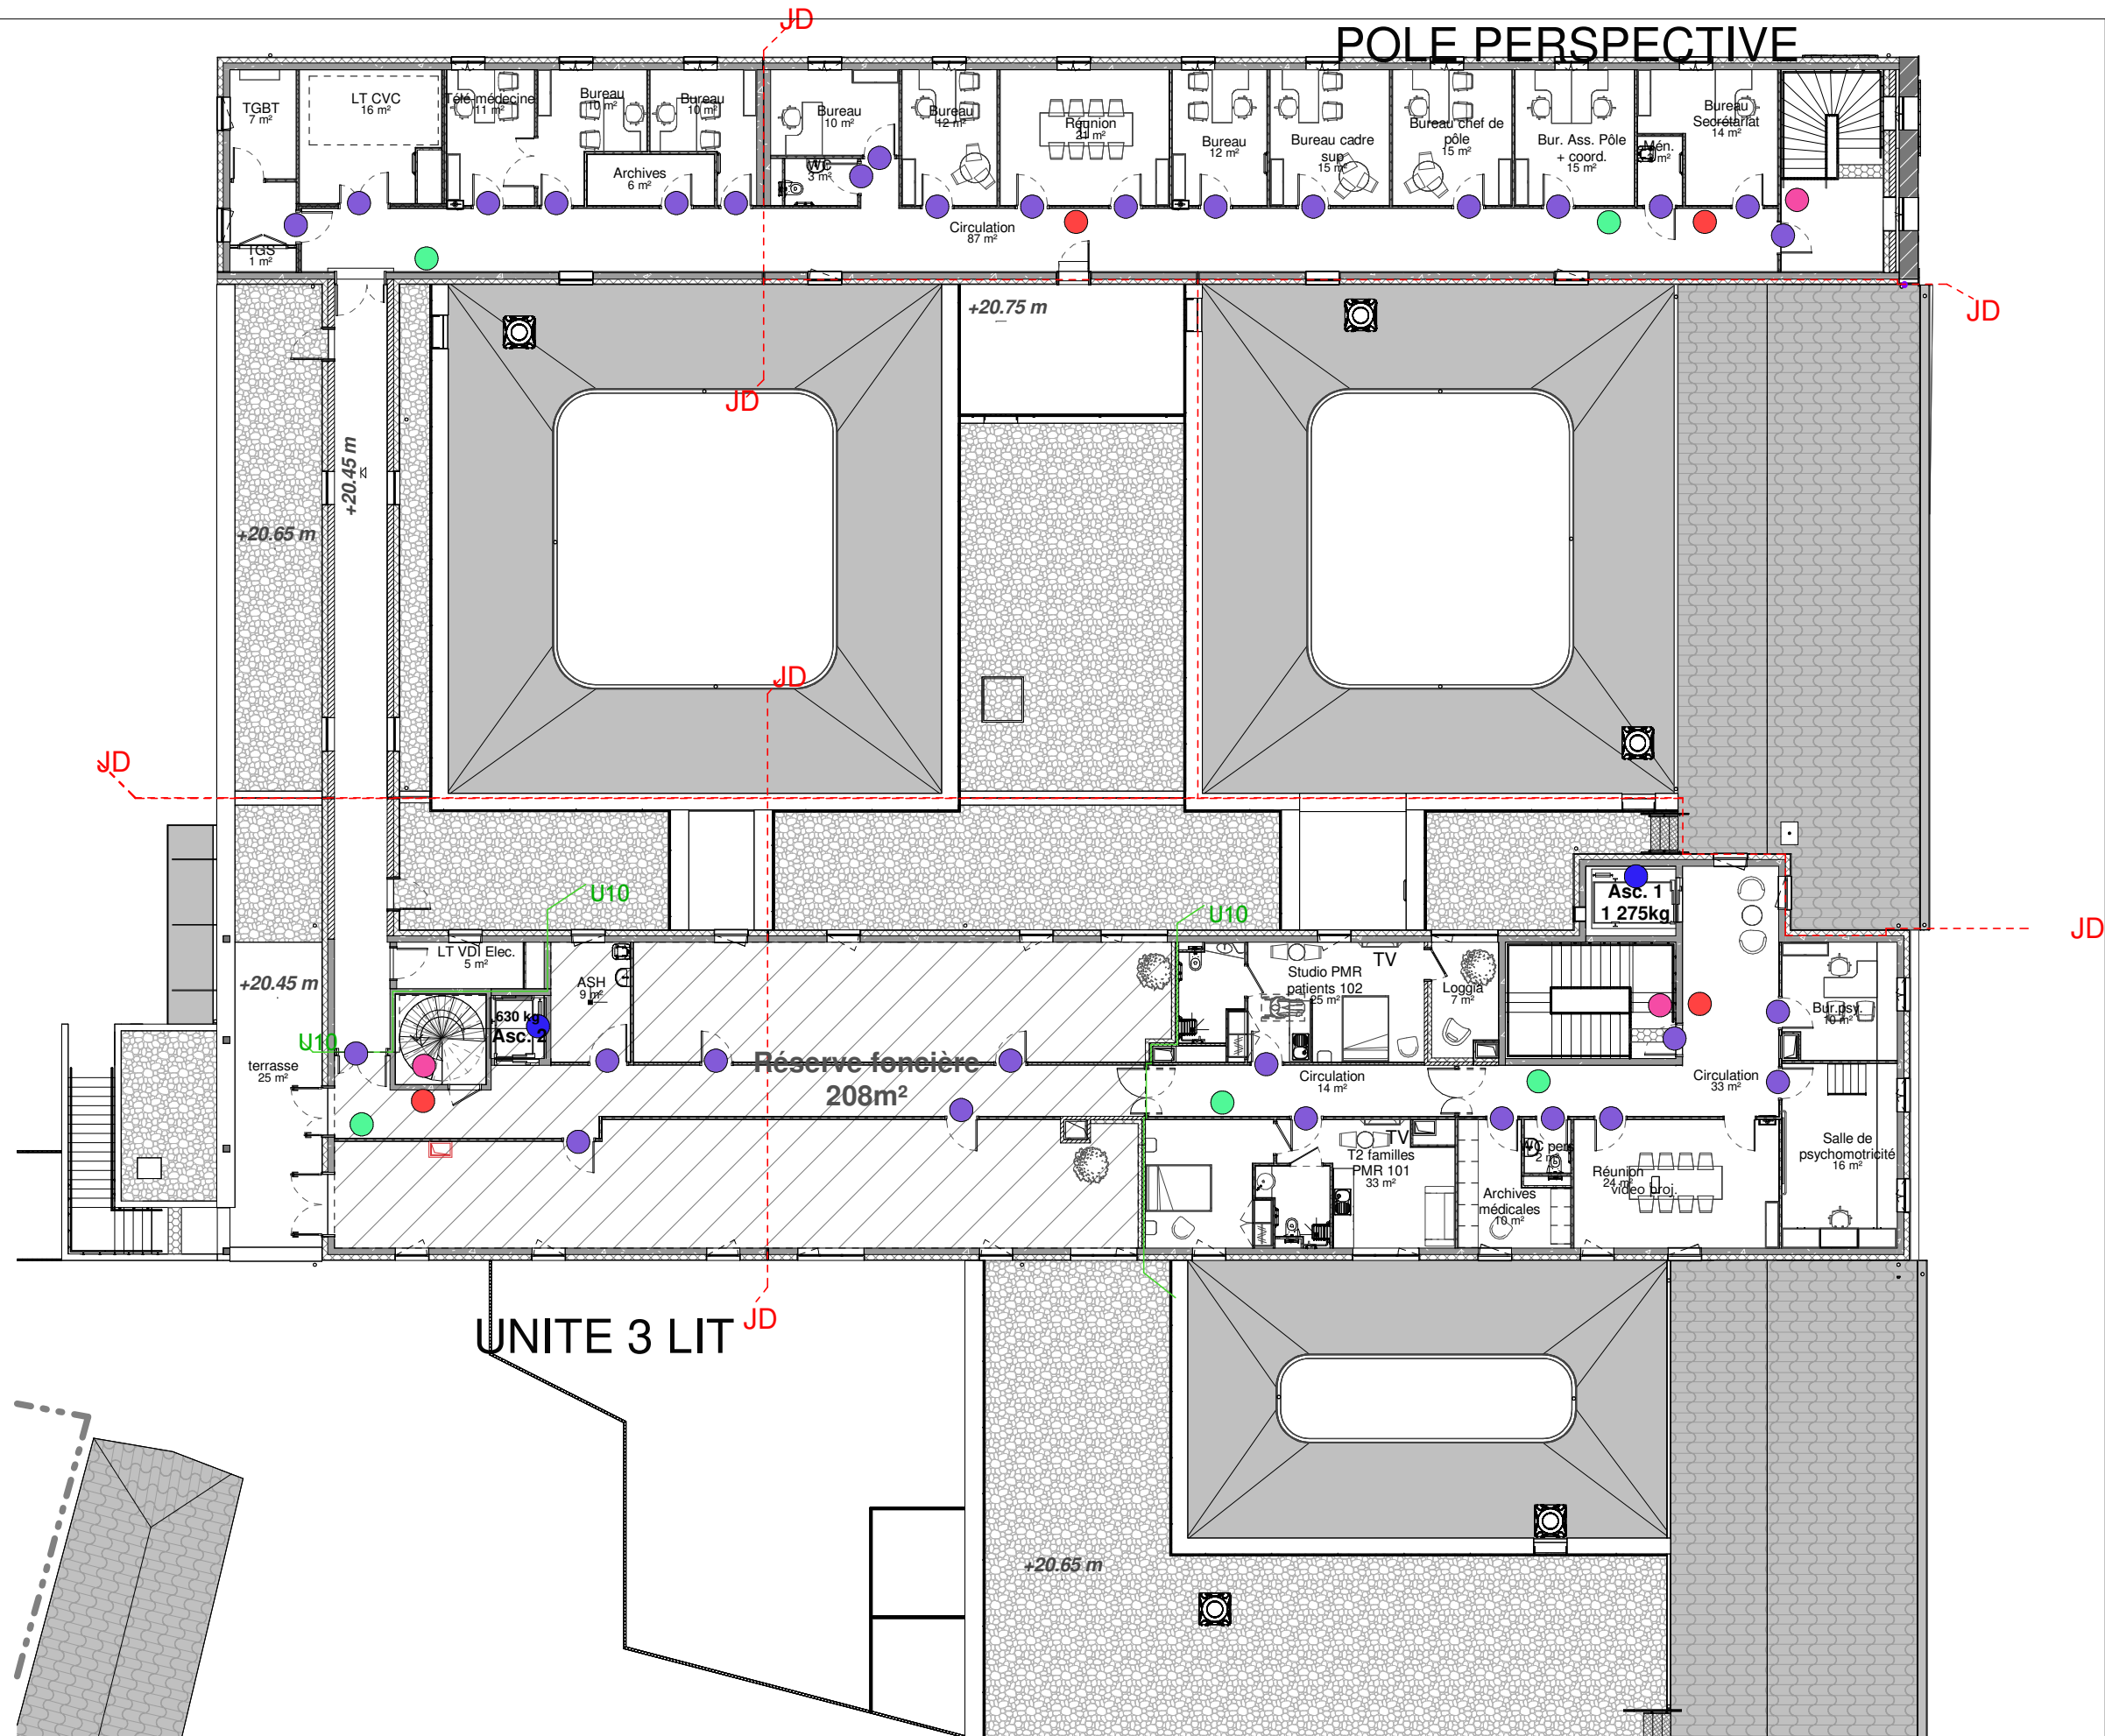 JD
POLE PERSPECTIVE
TGBT
7 m²
LT CVC
16 m²
Télé-médecine
11 m²
Bureau
10 m²
Bureau
10 m²
Bureau
10 m²
Bureau
12 m²
Réunion
21 m²
Bureau
12 m²
Bureau cadre
sup
15 m²
Bureau chef de
pôle
15 m²
Bur. Ass. Pôle
+ coord.
15 m²
Bureau
Secrétariat
14 m²
Mén.
Archives
6 m²
WC
3 m²
TGS
1 m²
Circulation
87 m²
JD
+20.75 m
JD
+20.45 m
+20.65 m
JD
JD
U10
U10
Asc. 1
1 275kg
JD
LT VDI Elec.
5 m²
ASH
9 m²
+20.45 m
Studio PMR
patients 102
25 m²
TV
Loggia
7 m²
Bur.psy.
10 m²
630 kg
Asc. 2
U10
terrasse
25 m²
Réserve foncière
208m²
Circulation
14 m²
Circulation
33 m²
TV
T2 familles
PMR 101
33 m²
WC pers
2 m²
Archives
médicales
10 m²
Réunion
24 m²
vidéo proj.
Salle de
psychomotricité
16 m²
UNITE 3 LIT
JD
+20.65 m